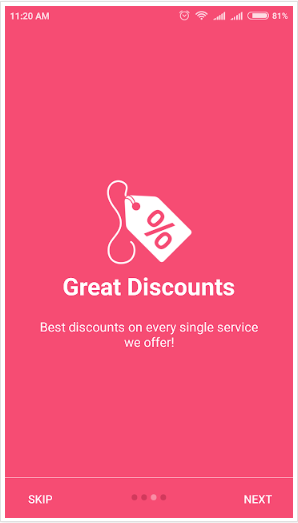 11:20 AM 81%
%
Great Discounts
Best discounts on every single service
we offer!
SKIP NEXT